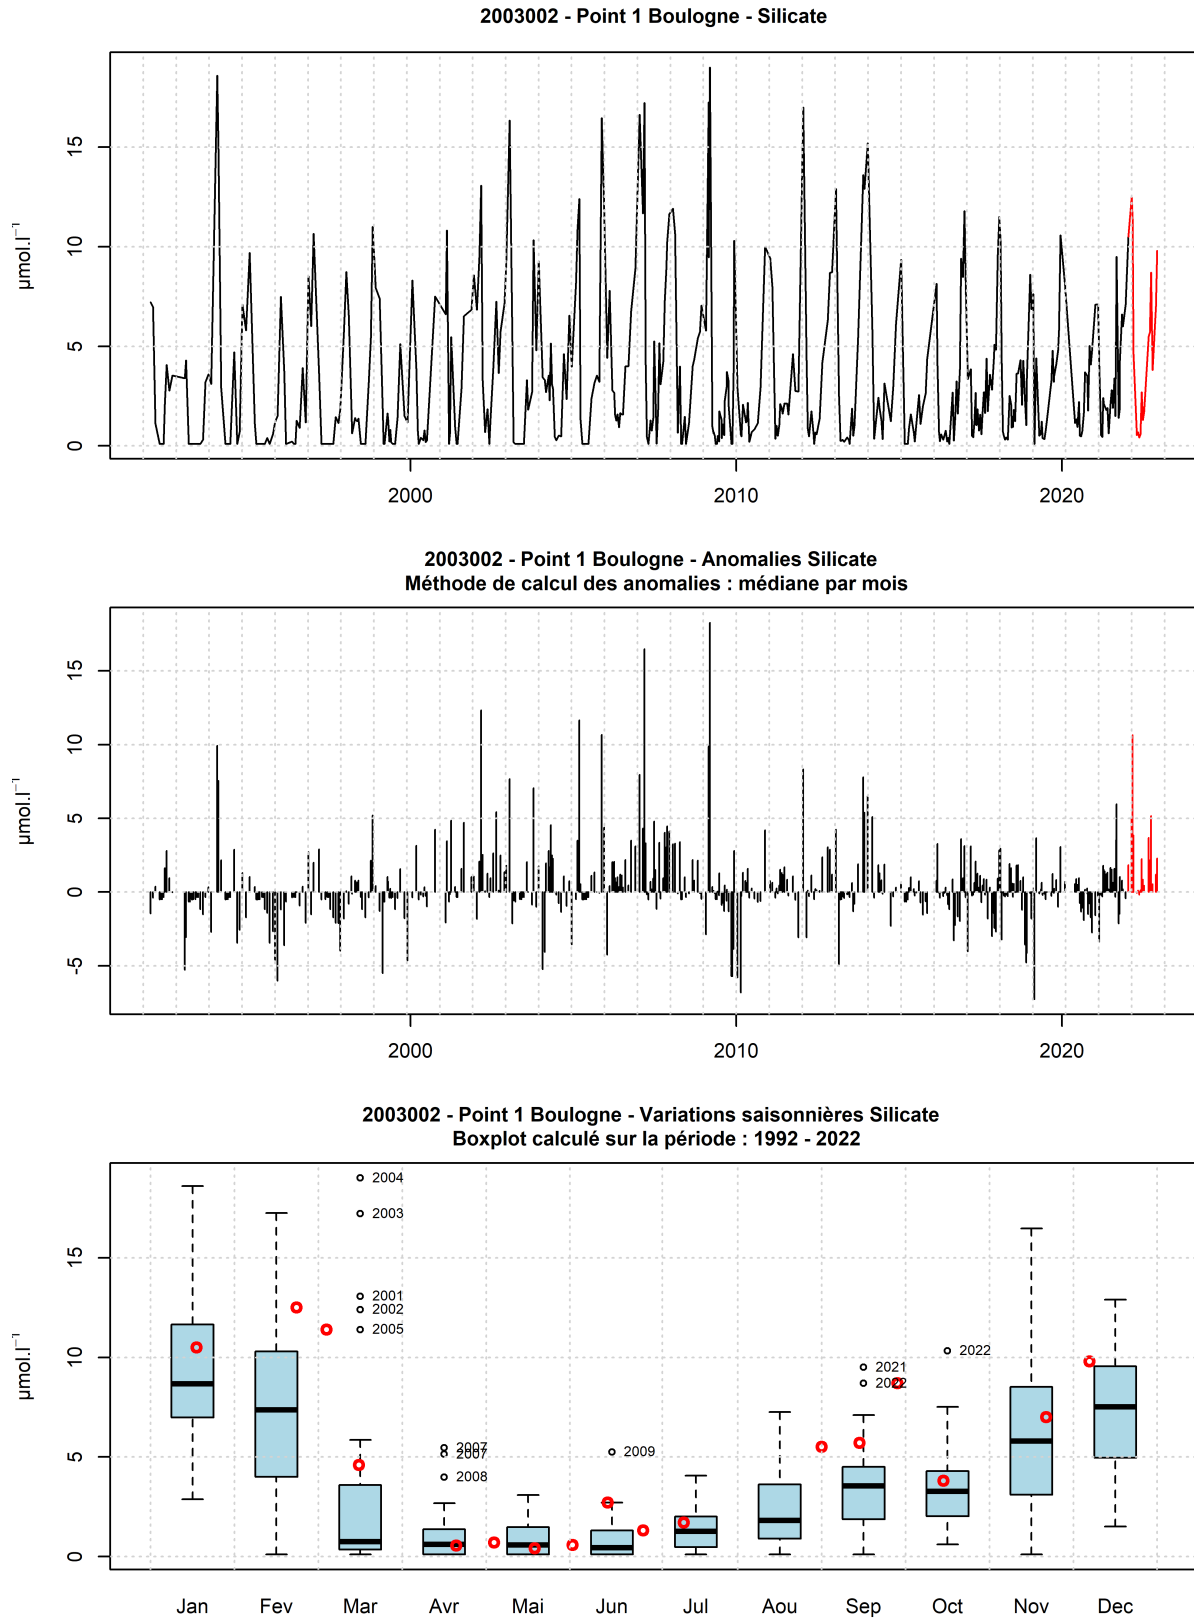 2003002 - Point 1 Boulogne - Silicate
15
10
5
0
µmol.l⁻¹
2000 2010 2020
2003002 - Point 1 Boulogne - Anomalies Silicate
Méthode de calcul des anomalies : médiane par mois
15
10
5
0
-5
µmol.l⁻¹
2000 2010 2020
2003002 - Point 1 Boulogne - Variations saisonnières Silicate
Boxplot calculé sur la période : 1992 - 2022
15
10
5
0
µmol.l⁻¹
2004
2003
2001
2002
2005
2007
2007
2008
2009
2021
2022
2022
Jan Fev Mar Avr Mai Jun Jul Aou Sep Oct Nov Dec